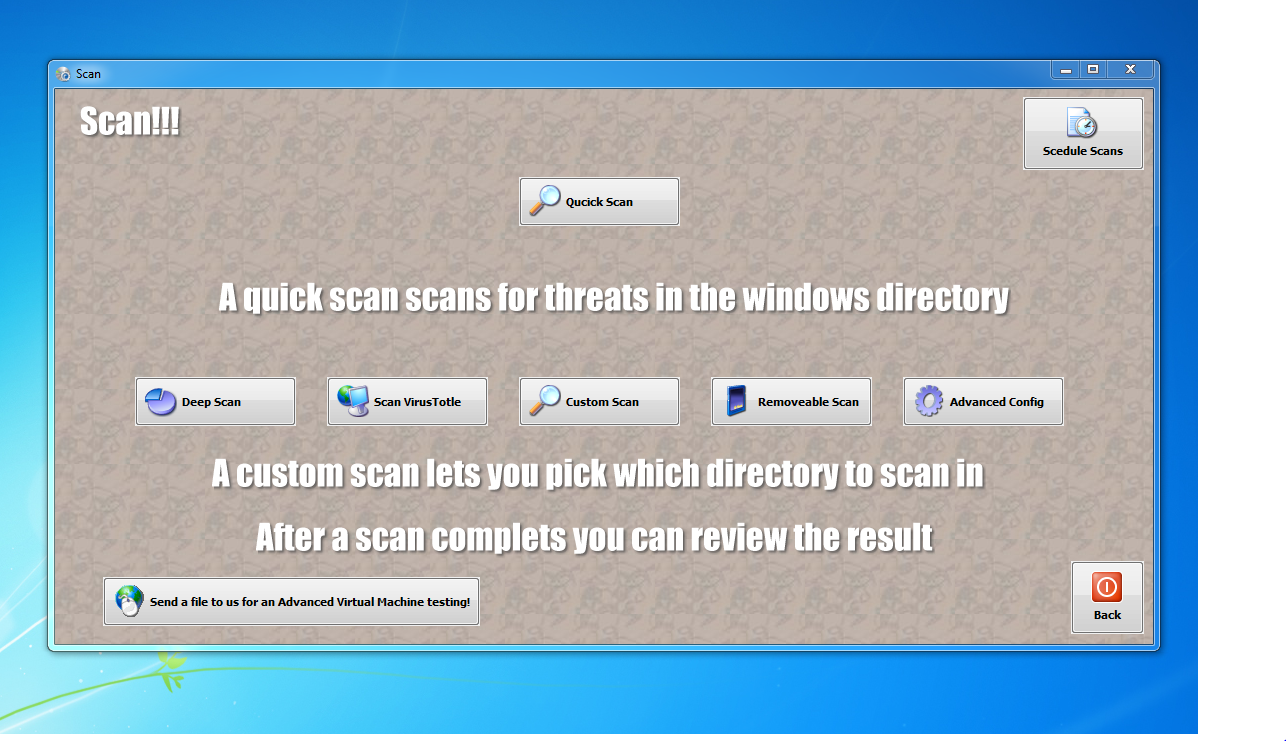 Scan
Scan!!!
Scedule Scans
Qucick Scan
A quick scan scans for threats in the windows directory
Deep Scan
Scan VirusTotle
Custom Scan
Removeable Scan
Advanced Config
A custom scan lets you pick which directory to scan in
After a scan complets you can review the result
Send a file to us for an Advanced Virtual Machine testing!
Back